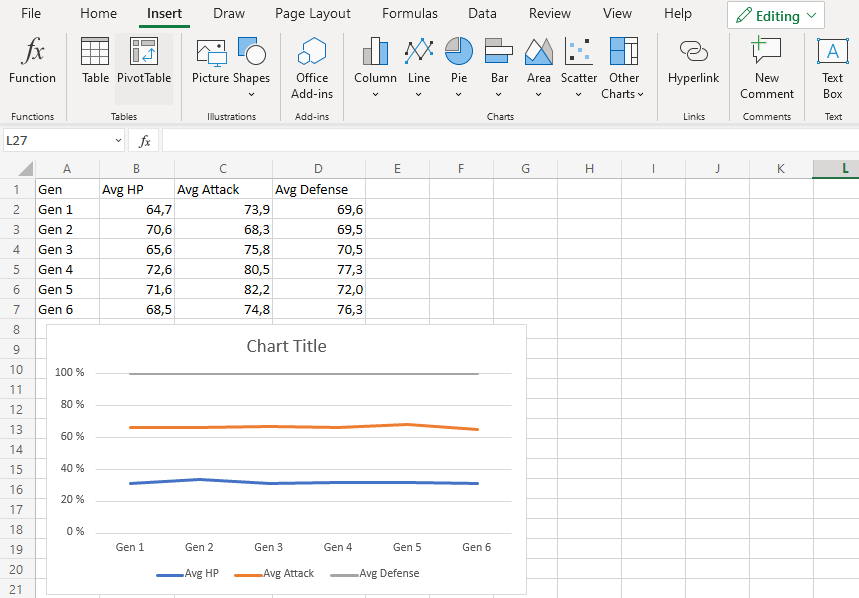 File Home Insert Draw Page Layout Formulas Data Review View Help Editing
fx
Function Table PivotTable Picture Shapes Office Add-ins Column Line Pie Bar Area Scatter Other Charts Hyperlink New Comment A Text Box
Functions Tables Illustrations Add-ins Charts Links Comments Text
L27 fx
A B C D E F G H I J K L
1 Gen Avg HP Avg Attack Avg Defense
2 Gen 1 64,7 73,9 69,6
3 Gen 2 70,6 68,3 69,5
4 Gen 3 65,6 75,8 70,5
5 Gen 4 72,6 80,5 77,3
6 Gen 5 71,6 82,2 72,0
7 Gen 6 68,5 74,8 76,3
8
9
10
11
12
13
14
15
16
17
18
19
20
21
Chart Title
100 %
80 %
60 %
40 %
20 %
0 %
Gen 1 Gen 2 Gen 3 Gen 4 Gen 5 Gen 6
Avg HP Avg Attack Avg Defense